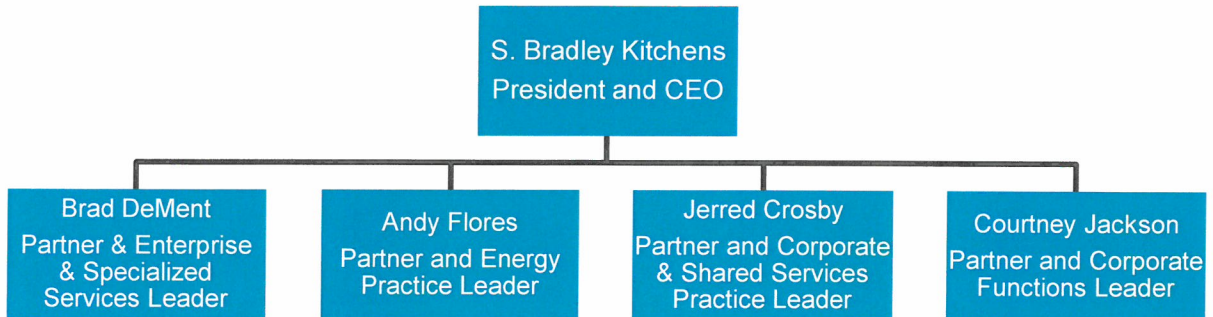 S. Bradley Kitchens
President and CEO
Brad DeMent
Partner & Enterprise
& Specialized
Services Leader
Andy Flores
Partner and Energy
Practice Leader
Jerred Crosby
Partner and Corporate
& Shared Services
Practice Leader
Courtney Jackson
Partner and Corporate
Functions Leader